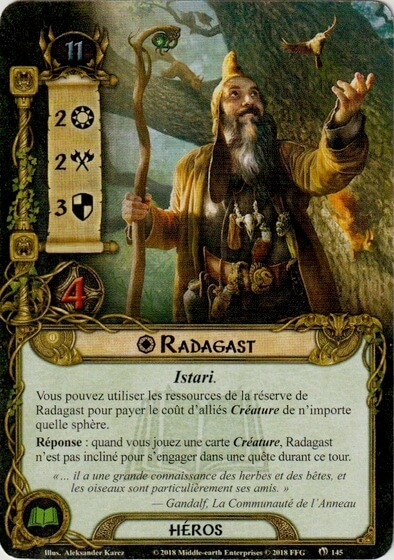 11
2
2
3
4
RADAGAST
Istari.
Vous pouvez utiliser les ressources de la réserve de
Radagast pour payer le coût d'alliés Créature de n'importe
quelle sphère.
Réponse : quand vous jouez une carte Créature, Radagast
n'est pas incliné pour s'engager dans une quête durant ce tour.
«... il a une grande connaissance des herbes et des bêtes, et
les oiseaux sont particulièrement ses amis. »
— Gandalf, La Communauté de l'Anneau
HÉROS
Illus. Aleksander Karcz © 2018 Middle-earth Enterprises © 2018 FFG 145